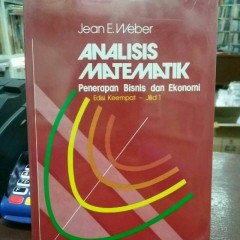 Jean E. Weber
ANALISIS
MATEMATIK
Penerapan Bisnis dan Ekonomi
Edisi Keempat - Jilid 1